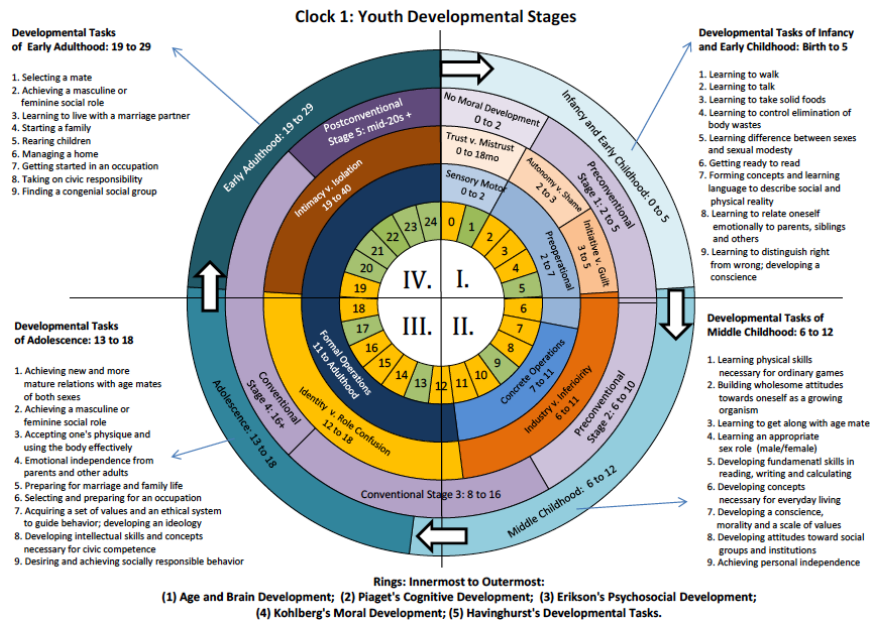 Clock 1: Youth Developmental Stages
Developmental Tasks
of Early Adulthood: 19 to 29
1. Selecting a mate
2. Achieving a masculine or
feminine social role
3. Learning to live with a marriage partner
4. Starting a family
5. Rearing children
6. Managing a home
7. Getting started in an occupation
8. Taking on civic responsibility
9. Finding a congenial social group
Developmental Tasks of Infancy
and Early Childhood: Birth to 5
1. Learning to walk
2. Learning to talk
3. Learning to take solid foods
4. Learning to control elimination of
body wastes
5. Learning difference between sexes
and sexual modesty
6. Getting ready to read
7. Forming concepts and learning
language to describe social and
physical reality
8. Learning to relate oneself
emotionally to parents, siblings
and others
9. Learning to distinguish right
from wrong; developing a
conscience
Early Adulthood: 19 to 29
Infancy and Early Childhood: 0 to 5
Postconventional
Stage 5: mid-20s +
No Moral Development
0 to 2
Preconventional
Stage 1: 2 to 5
Intimacy v. Isolation
19 to 40
Trust v. Mistrust
0 to 18mo
Autonomy v. Shame
2 to 3
Initiative v. Guilt
3 to 5
Sensory Motor
0 to 2
Preoperational
2 to 7
0
1
2
3
4
5
6
7
8
9
10
11
12
13
14
15
16
17
18
19
20
21
22
23
24
IV.
I.
III.
II.
Formal Operations
11 to Adulthood
Concrete Operations
7 to 11
Identity v. Role Confusion
12 to 18
Industry v. Inferioirity
6 to 11
Conventional
Stage 4: 16+
Conventional Stage 3: 8 to 16
Preconventional
Stage 2: 6 to 10
Adolescence: 13 to 18
Middle Childhood: 6 to 12
Developmental Tasks
of Adolescence: 13 to 18
1. Achieving new and more
mature relations with age mates
of both sexes
2. Achieving a masculine or
feminine social role
3. Accepting one's physique and
using the body effectively
4. Emotional independence from
parents and other adults
5. Preparing for marriage and family life
6. Selecting and preparing for an occupation
7. Acquiring a set of values and an ethical system
to guide behavior; developing an ideology
8. Developing intellectual skills and concepts
necessary for civic competence
9. Desiring and achieving socially responsible behavior
Developmental Tasks of
Middle Childhood: 6 to 12
1. Learning physical skills
necessary for ordinary games
2. Building wholesome attitudes
towards oneself as a growing
organism
3. Learning to get along with age mate
4. Learning an appropriate
sex role (male/female)
5. Developing fundamenatl skills in
reading, writing and calculating
6. Developing concepts
necessary for everyday living
7. Developing a conscience,
morality and a scale of values
8. Developing attitudes toward social
groups and institutions
9. Achieving personal independence
Rings: Innermost to Outermost:
(1) Age and Brain Development; (2) Piaget's Cognitive Development; (3) Erikson's Psychosocial Development;
(4) Kohlberg's Moral Development; (5) Havinghurst's Developmental Tasks.